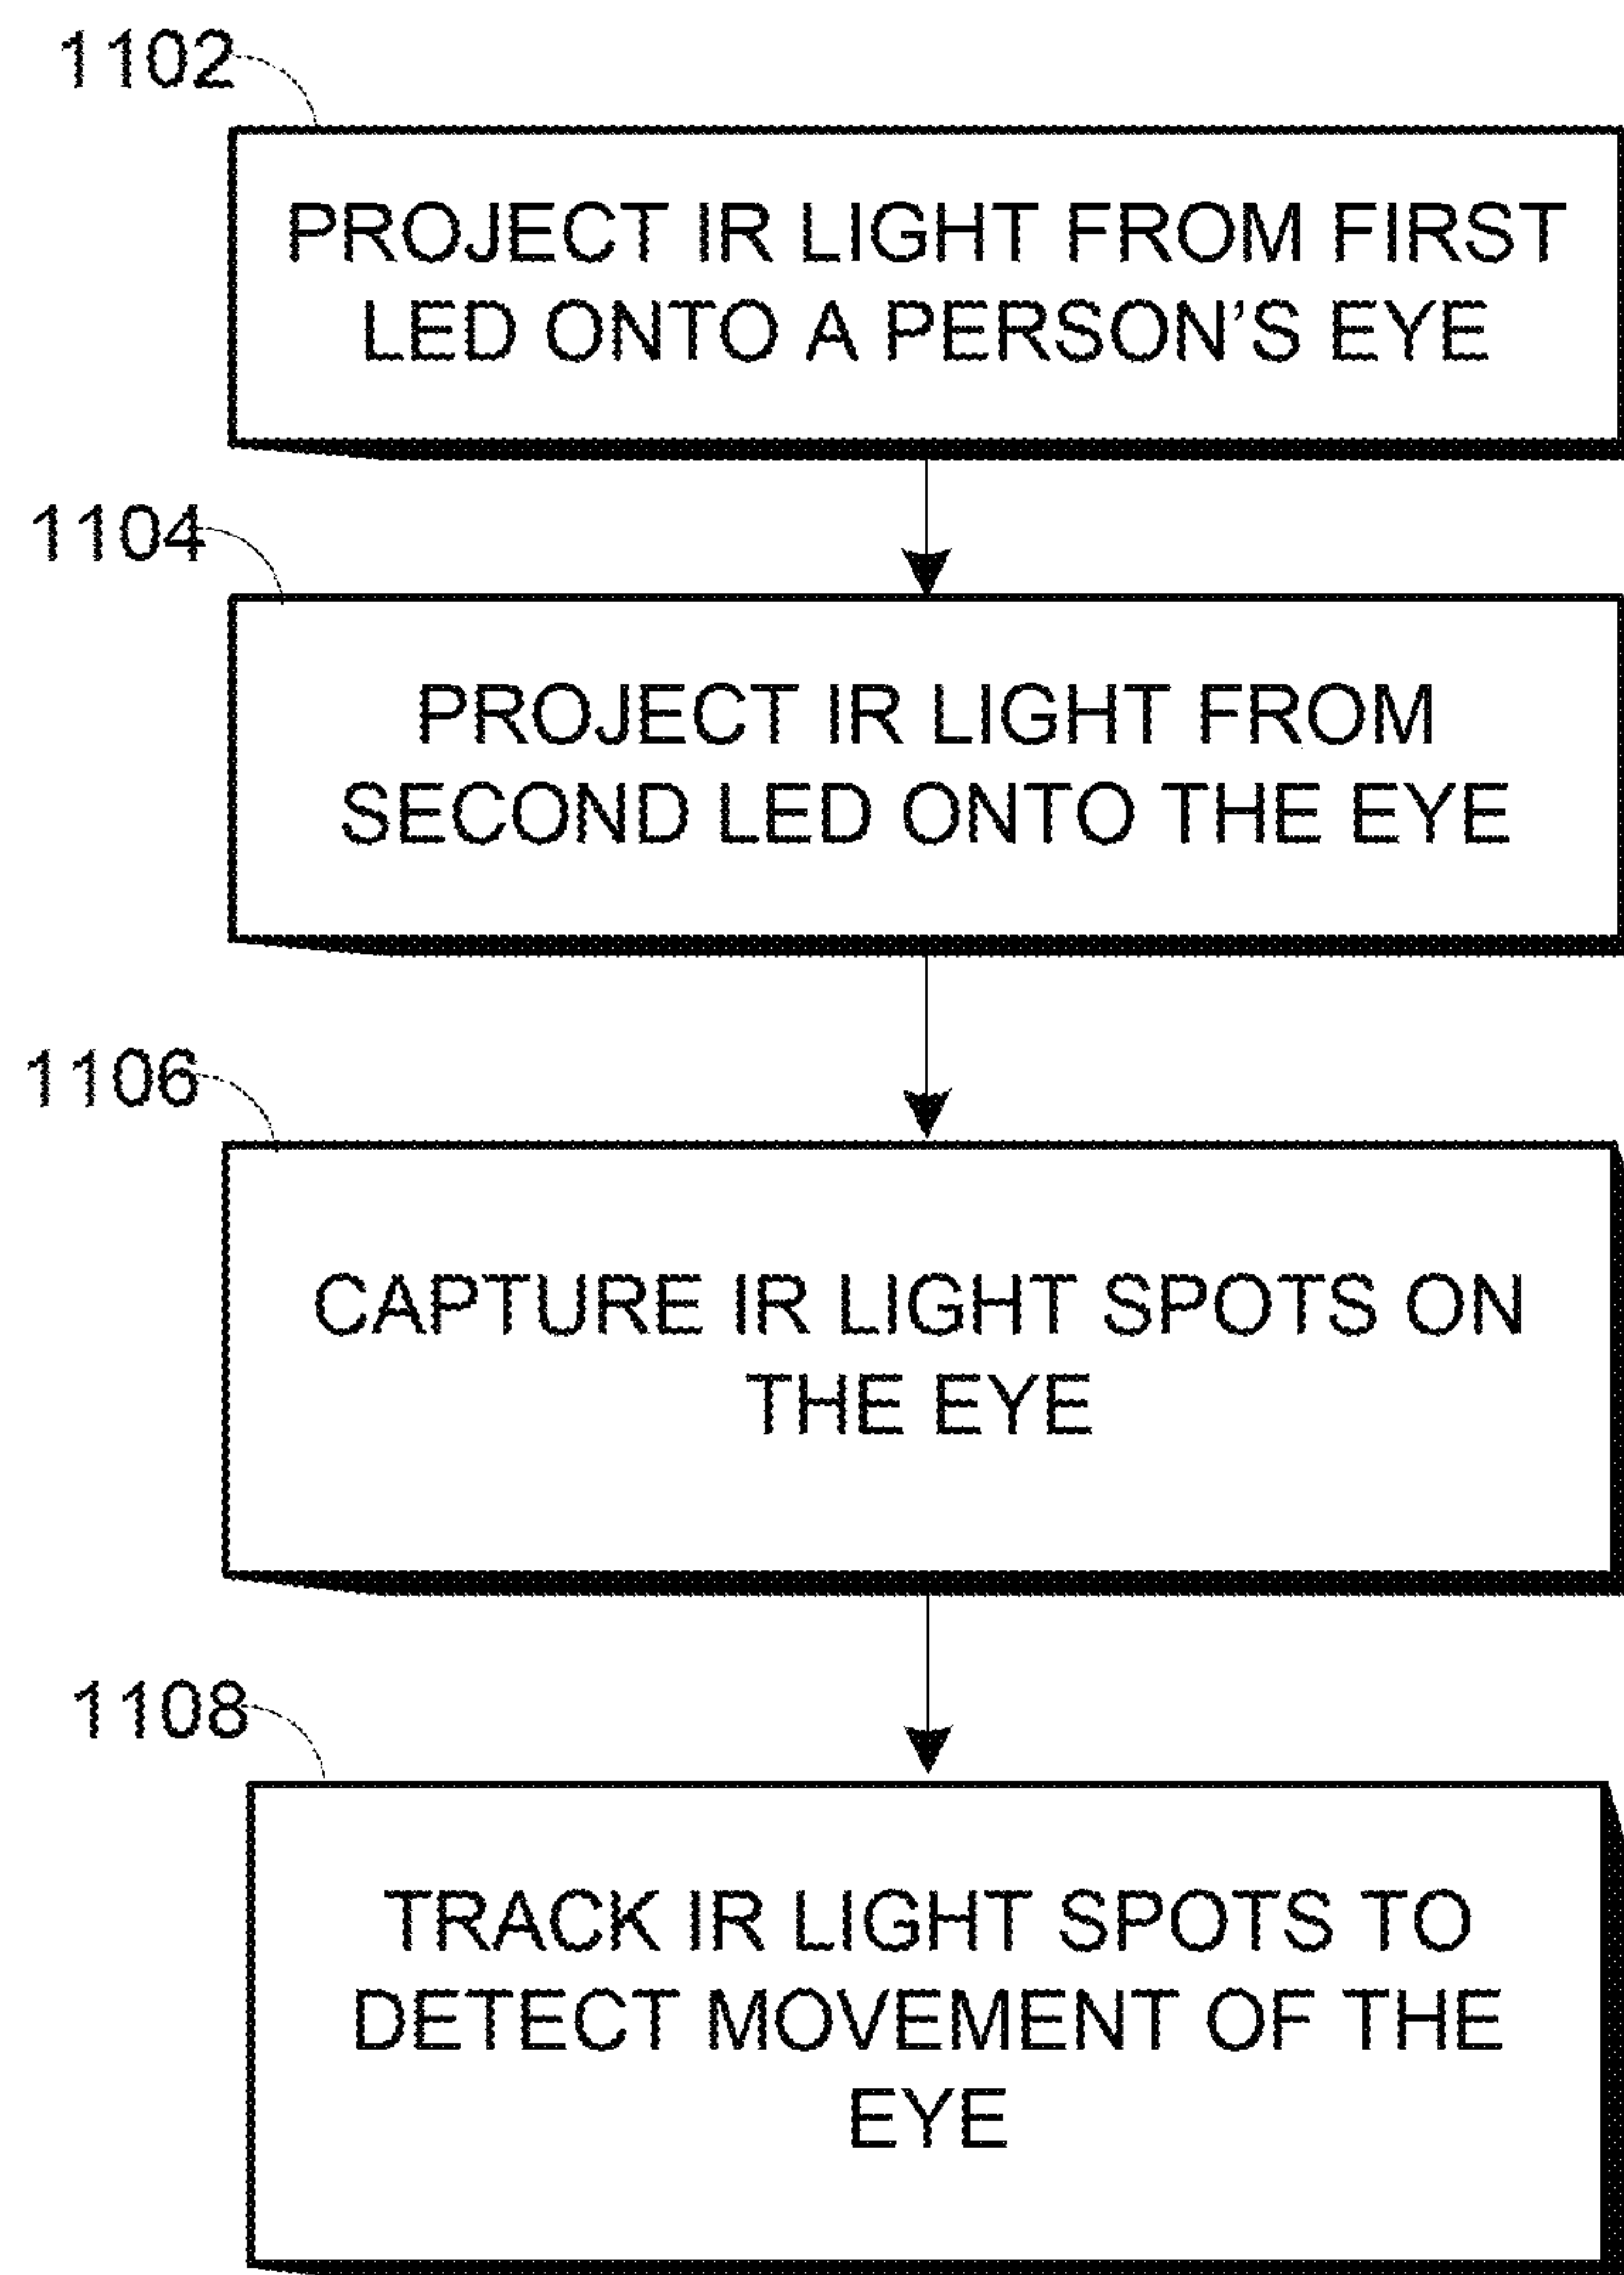 1102
PROJECT IR LIGHT FROM FIRST
LED ONTO A PERSON'S EYE
1104
PROJECT IR LIGHT FROM
SECOND LED ONTO THE EYE
1106
CAPTURE IR LIGHT SPOTS ON
THE EYE
1108
TRACK IR LIGHT SPOTS TO
DETECT MOVEMENT OF THE
EYE